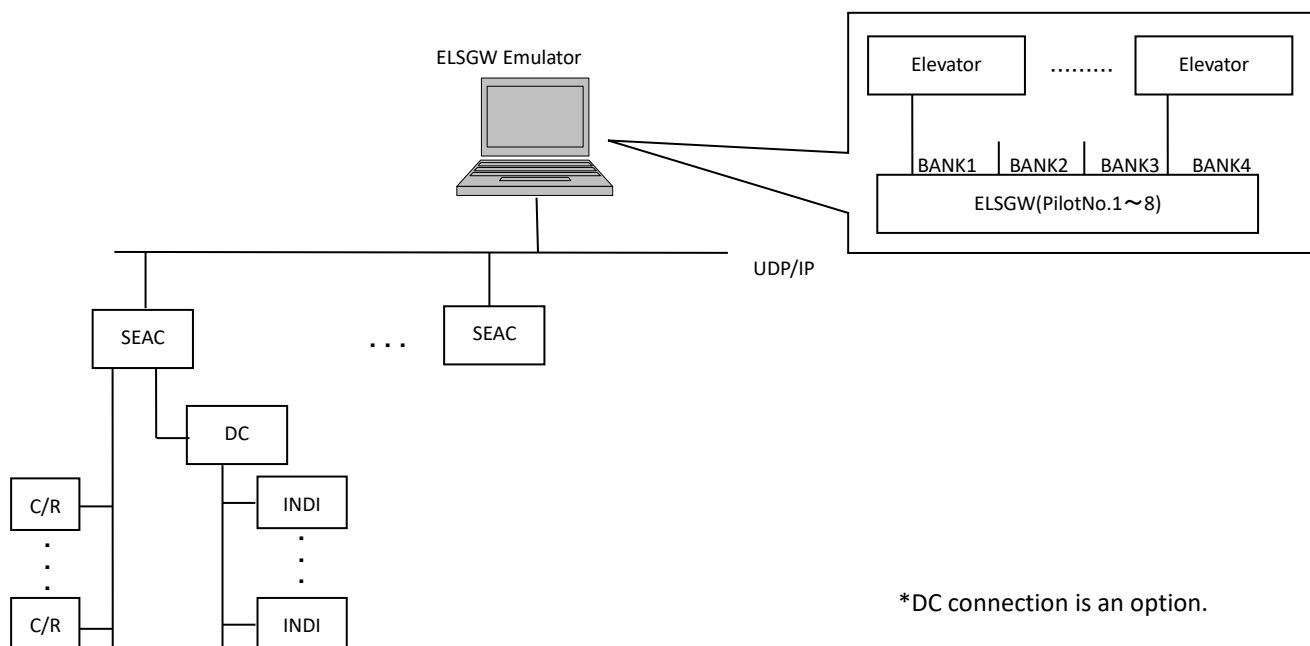 ELSGW Emulator
Elevator ......... Elevator
BANK1 BANK2 BANK3 BANK4
ELSGW(PilotNo.1～8)
UDP/IP
SEAC ... SEAC
DC
C/R INDI
C/R INDI
*DC connection is an option.